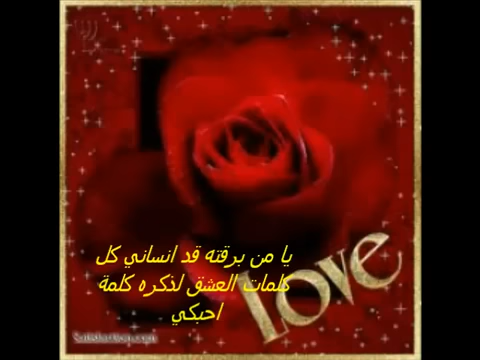 يا من برقته قد انساني كل
كلمات العشق لذكره كلمة
احبكي
Love